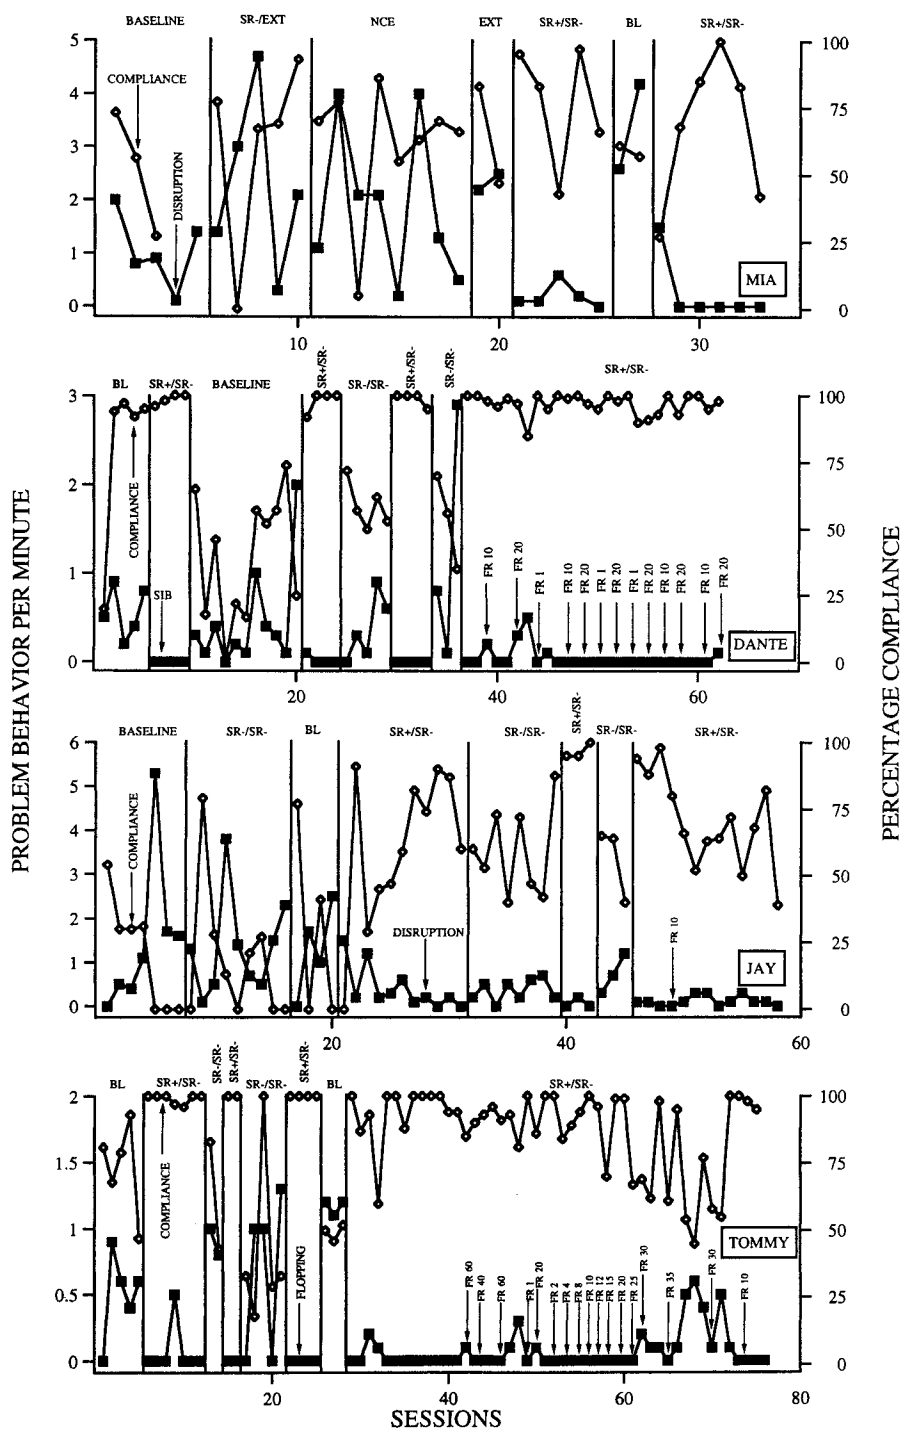 BASELINE SR-/EXT NCE EXT SR+/SR- BL SR+/SR-
5 100
COMPLIANCE
4 75
3
DISRUPTION
50
2
1 25
MIA
0 0
10 20 30
BL SR+/SR- BASELINE SR+/SR- SR-/SR- SR+/SR- SR-/SR- SR+/SR-
3 100
75
2
COMPLIANCE
50
1
SIB
FR 10 FR 20 FR 1 FR 10 FR 20 FR 1 FR 20 FR 1 FR 20 FR 10 FR 20 FR 10 FR 20
25
DANTE
0 0
20 40 60
PROBLEM BEHAVIOR PER MINUTE
PERCENTAGE COMPLIANCE
BASELINE SR-/SR- BL SR+/SR- SR-/SR- SR+/SR- SR-/SR- SR+/SR-
6 100
5
75
4
COMPLIANCE
3
50
2
DISRUPTION
FR 10
25
1
JAY
0 0
20 40 60
BL SR+/SR- SR-/SR- SR+/SR- SR-/SR- SR+/SR- BL SR+/SR-
2 100
1.5 75
COMPLIANCE
1 50
TOMMY
FLOPPING
FR 60 FR 40 FR 60 FR 1 FR 20 FR 2 FR 4 FR 8 FR 10 FR 12 FR 15 FR 20 FR 25 FR 30 FR 35 FR 30 FR 10
0.5 25
0 0
20 40 60 80
SESSIONS